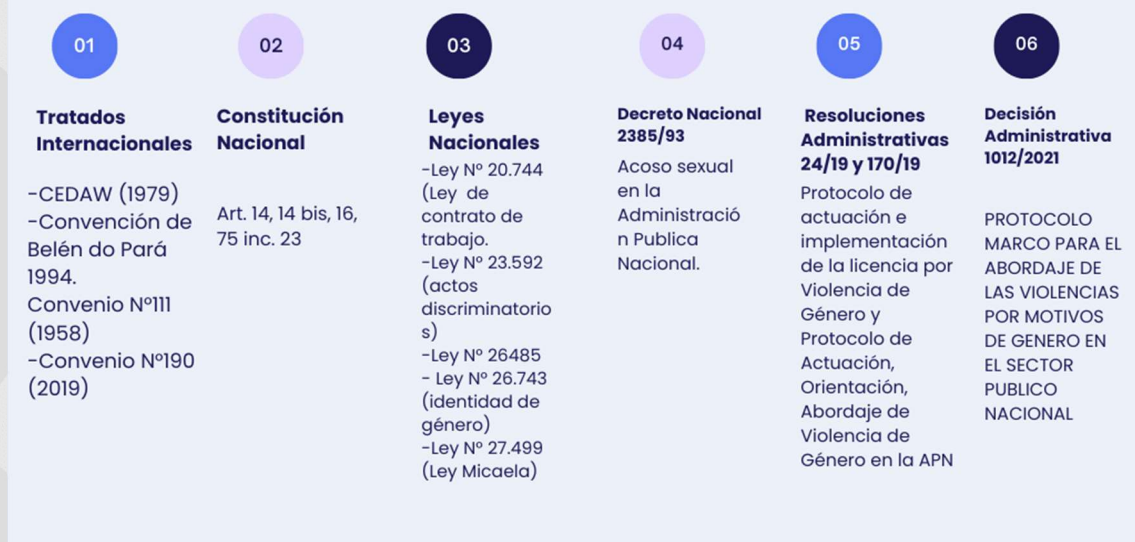 01
Tratados
Internacionales
-CEDAW (1979)
-Convención de
Belén do Pará
1994.
Convenio Nº111
(1958)
-Convenio Nº190
(2019)
02
Constitución
Nacional
Art. 14, 14 bis, 16,
75 inc. 23
03
Leyes
Nacionales
-Ley Nº 20.744
(Ley  de
contrato de
trabajo.
-Ley Nº 23.592
(actos
discriminatorio
s)
-Ley Nº 26485
- Ley Nº 26.743
(identidad de
género)
-Ley Nº 27.499
(Ley Micaela)
04
Decreto Nacional
2385/93
Acoso sexual
en la
Administració
n Publica
Nacional.
05
Resoluciones
Administrativas
24/19 y 170/19
Protocolo de
actuación e
implementación
de la licencia por
Violencia de
Género y
Protocolo de
Actuación,
Orientación,
Abordaje de
Violencia de
Género en la APN
06
Decisión
Administrativa
1012/2021
PROTOCOLO
MARCO PARA EL
ABORDAJE DE
LAS VIOLENCIAS
POR MOTIVOS
DE GENERO EN
EL SECTOR
PUBLICO
NACIONAL